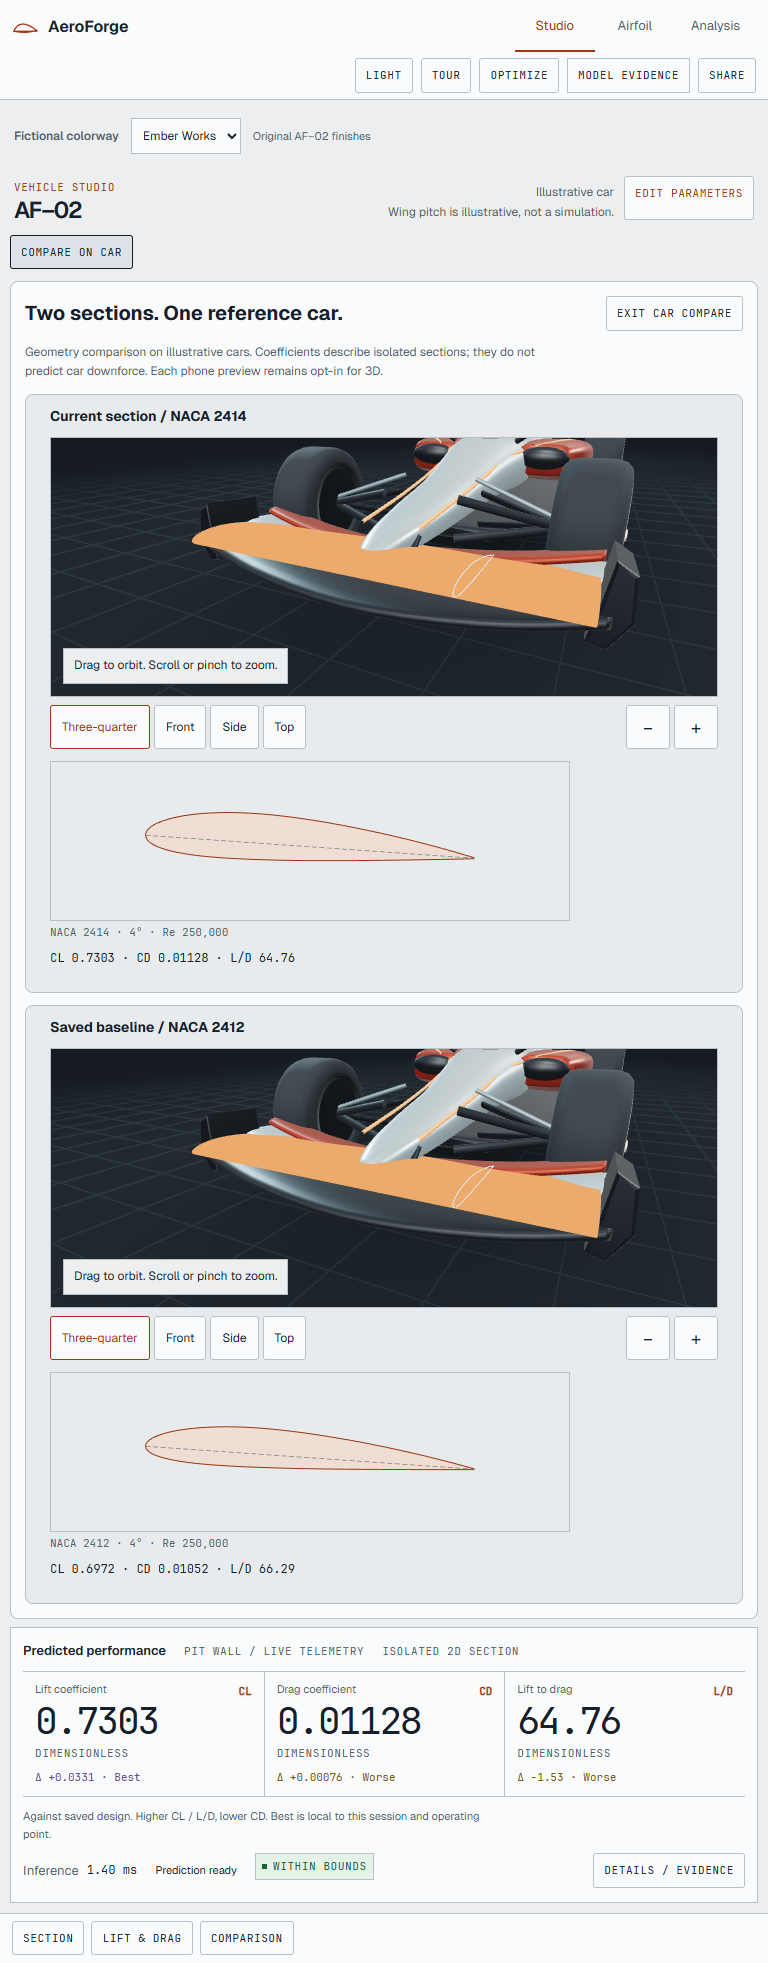 AeroForge
Studio Airfoil Analysis
LIGHT TOUR OPTIMIZE MODEL EVIDENCE SHARE
Fictional colorway Ember Works Original AF–02 finishes
VEHICLE STUDIO
AF–02
Illustrative car
Wing pitch is illustrative, not a simulation.
EDIT PARAMETERS
COMPARE ON CAR
Two sections. One reference car.
EXIT CAR COMPARE
Geometry comparison on illustrative cars. Coefficients describe isolated sections; they do not
predict car downforce. Each phone preview remains opt-in for 3D.
Current section / NACA 2414
Drag to orbit. Scroll or pinch to zoom.
Three-quarter Front Side Top − +
NACA 2414 · 4° · Re 250,000
CL 0.7303 · CD 0.01128 · L/D 64.76
Saved baseline / NACA 2412
Drag to orbit. Scroll or pinch to zoom.
Three-quarter Front Side Top − +
NACA 2412 · 4° · Re 250,000
CL 0.6972 · CD 0.01052 · L/D 66.29
Predicted performance PIT WALL / LIVE TELEMETRY ISOLATED 2D SECTION
Lift coefficient CL
0.7303
DIMENSIONLESS
Δ +0.0331 · Best
Drag coefficient CD
0.01128
DIMENSIONLESS
Δ +0.00076 · Worse
Lift to drag L/D
64.76
DIMENSIONLESS
Δ -1.53 · Worse
Against saved design. Higher CL / L/D, lower CD. Best is local to this session and operating
point.
Inference 1.40 ms Prediction ready WITHIN BOUNDS DETAILS / EVIDENCE
SECTION LIFT & DRAG COMPARISON